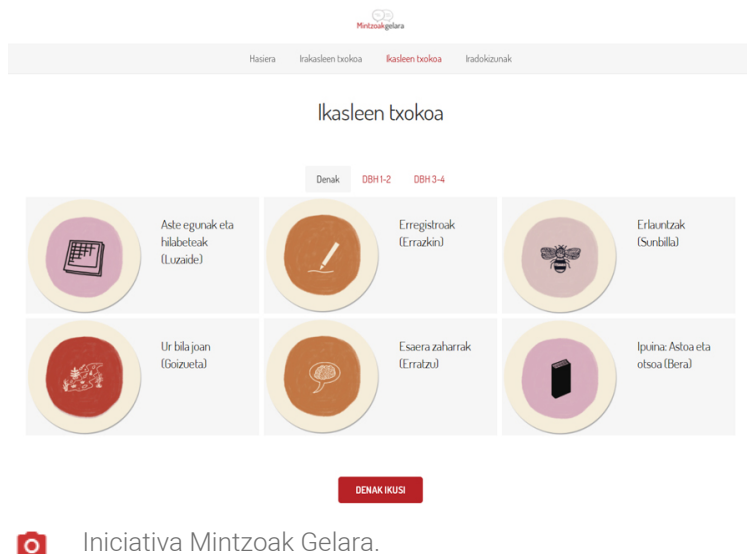 Mintzoakgelara
Hasiera Irakasleen txokoa Ikasleen txokoa Iradokizunak
Ikasleen txokoa
Denak DBH 1-2 DBH 3-4
Aste egunak eta
hilabeteak
(Luzaide)
Erregistroak
(Errazkin)
Erlauntzak
(Sunbilla)
Ur bila joan
(Goizueta)
Esaera zaharrak
(Erratzu)
Ipuina: Astoa eta
otsoa (Bera)
DENAK IKUSI
Iniciativa Mintzoak Gelara.